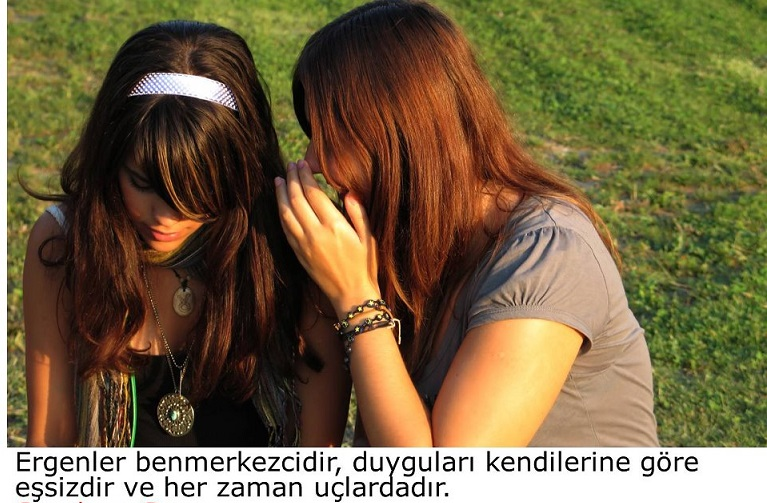 Ergenler benmerkezcidir, duyguları kendilerine göre
eşsizdir ve her zaman uçlardadır.